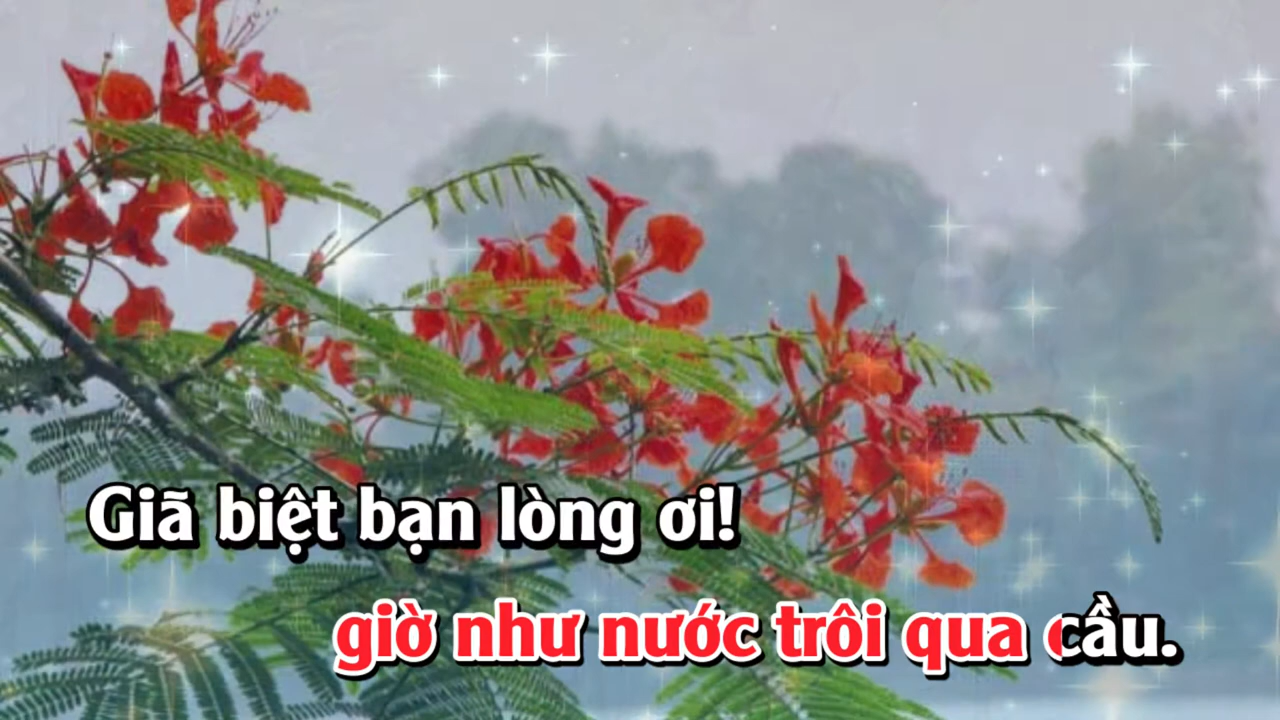 Giã biệt bạn lòng ơi!
giờ như nước trôi qua cầu.